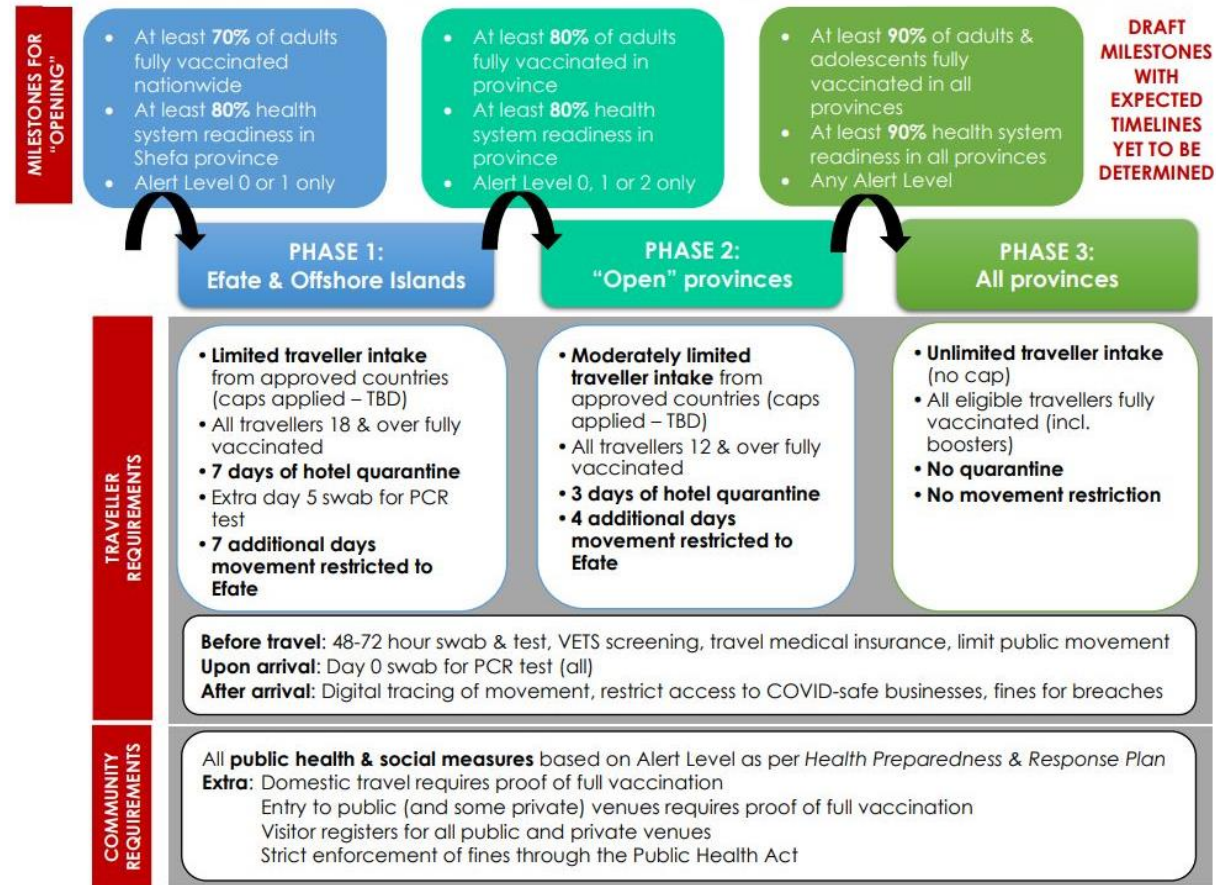 MILESTONES FOR
"OPENING"
• At least 70% of adults
fully vaccinated
nationwide
• At least 80% health
system readiness in
Shefa province
• Alert Level 0 or 1 only
• At least 80% of adults
fully vaccinated in
province
• At least 80% health
system readiness in
province
• Alert Level 0, 1 or 2 only
• At least 90% of adults &
adolescents fully
vaccinated in all
provinces
• At least 90% health system
readiness in all provinces
• Any Alert Level
DRAFT
MILESTONES
WITH
EXPECTED
TIMELINES
YET TO BE
DETERMINED
PHASE 1:
Efate & Offshore Islands
PHASE 2:
"Open" provinces
PHASE 3:
All provinces
TRAVELLER
REQUIREMENTS
• Limited traveller intake
from approved countries
(caps applied – TBD)
• All travellers 18 & over fully
vaccinated
• 7 days of hotel quarantine
• Extra day 5 swab for PCR
test
• 7 additional days
movement restricted to
Efate
• Moderately limited
traveller intake from
approved countries (caps
applied – TBD)
• All travellers 12 & over fully
vaccinated
• 3 days of hotel quarantine
• 4 additional days
movement restricted to
Efate
• Unlimited traveller intake
(no cap)
• All eligible travellers fully
vaccinated (incl.
boosters)
• No quarantine
• No movement restriction
Before travel: 48-72 hour swab & test, VETS screening, travel medical insurance, limit public movement
Upon arrival: Day 0 swab for PCR test (all)
After arrival: Digital tracing of movement, restrict access to COVID-safe businesses, fines for breaches
COMMUNITY
REQUIREMENTS
All public health & social measures based on Alert Level as per Health Preparedness & Response Plan
Extra: Domestic travel requires proof of full vaccination
Entry to public (and some private) venues requires proof of full vaccination
Visitor registers for all public and private venues
Strict enforcement of fines through the Public Health Act